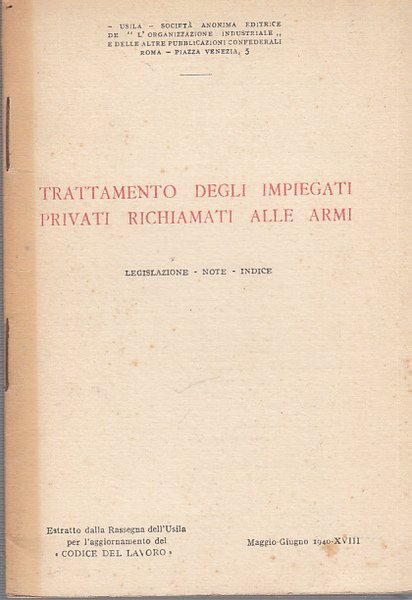 - USILA - SOCIETÀ ANONIMA EDITRICE
DE " L'ORGANIZZAZIONE INDUSTRIALE „
E DELLE ALTRE PUBBLICAZIONI CONFEDERALI
ROMA - PIAZZA VENEZIA, 5
TRATTAMENTO DEGLI IMPIEGATI
PRIVATI RICHIAMATI ALLE ARMI
LEGISLAZIONE - NOTE - INDICE
Estratto dalla Rassegna dell'Usila
per l'aggiornamento del
« CODICE DEL LAVORO »
Maggio-Giugno 1940-XVIII